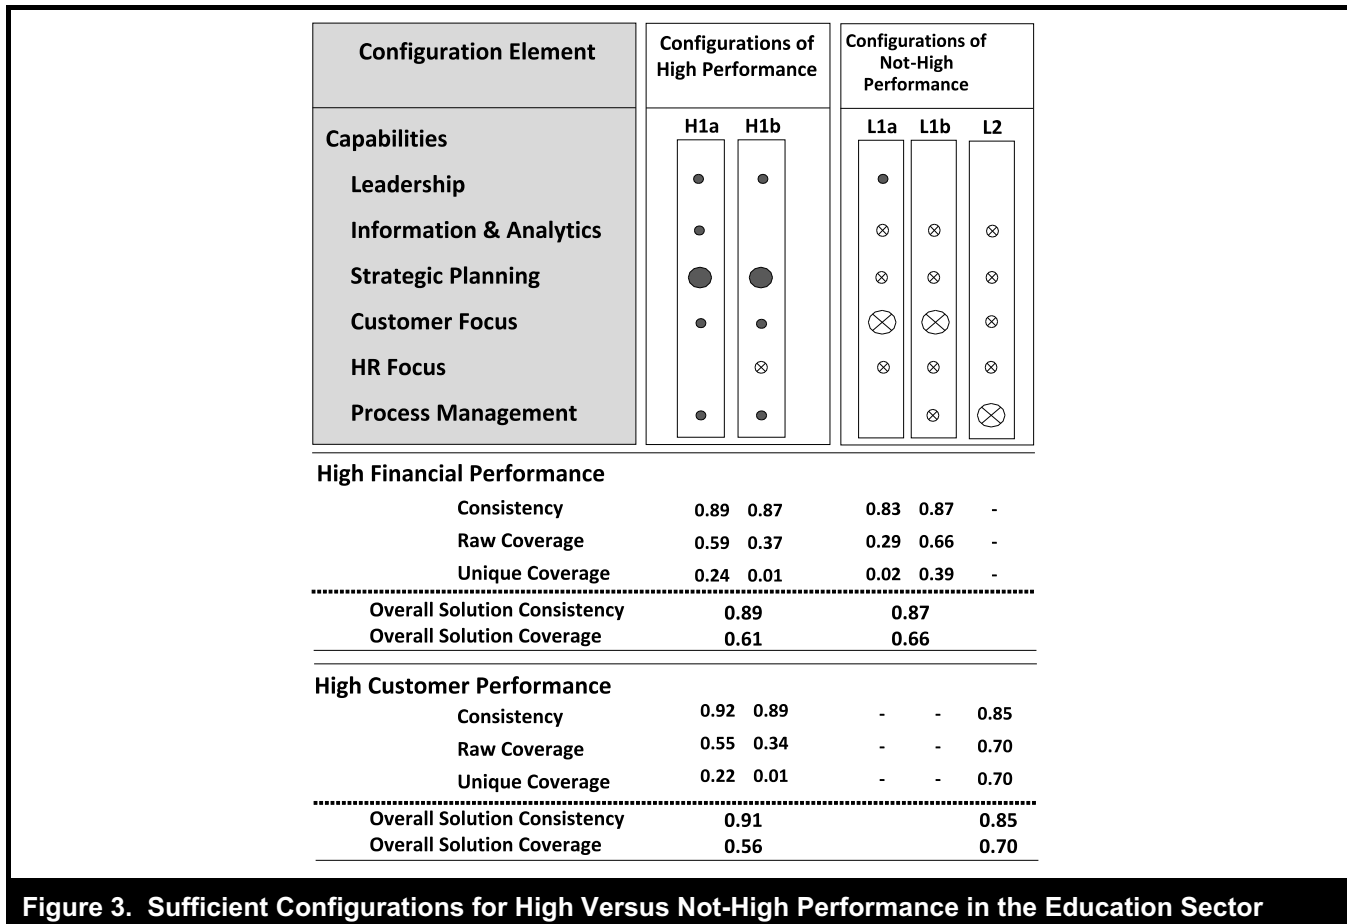 Configuration Element
Configurations of
High Performance
Configurations of
Not-High
Performance
Capabilities
H1a H1b
L1a L1b L2
Leadership
Information & Analytics
Strategic Planning
Customer Focus
HR Focus
Process Management
High Financial Performance
Consistency 0.89 0.87 0.83 0.87 -
Raw Coverage 0.59 0.37 0.29 0.66 -
Unique Coverage 0.24 0.01 0.02 0.39 -
Overall Solution Consistency 0.89 0.87
Overall Solution Coverage 0.61 0.66
High Customer Performance
Consistency 0.92 0.89 - - 0.85
Raw Coverage 0.55 0.34 - - 0.70
Unique Coverage 0.22 0.01 - - 0.70
Overall Solution Consistency 0.91 0.85
Overall Solution Coverage 0.56 0.70
Figure 3. Sufficient Configurations for High Versus Not-High Performance in the Education Sector